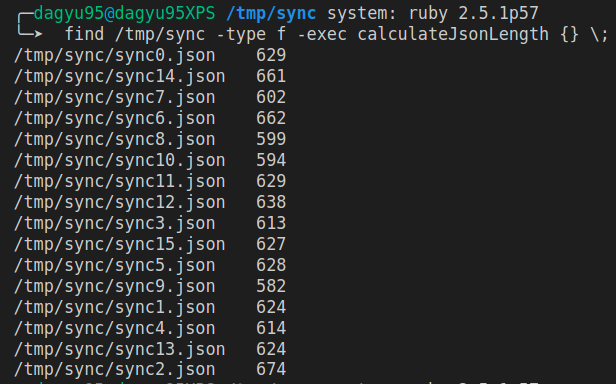 ╭─dagyu95@dagyu95XPS /tmp/sync system: ruby 2.5.1p57
╰─➤  find /tmp/sync -type f -exec calculateJsonLength {} \;
/tmp/sync/sync0.json    629
/tmp/sync/sync14.json   661
/tmp/sync/sync7.json    602
/tmp/sync/sync6.json    662
/tmp/sync/sync8.json    599
/tmp/sync/sync10.json   594
/tmp/sync/sync11.json   629
/tmp/sync/sync12.json   638
/tmp/sync/sync3.json    613
/tmp/sync/sync15.json   627
/tmp/sync/sync5.json    628
/tmp/sync/sync9.json    582
/tmp/sync/sync1.json    624
/tmp/sync/sync4.json    614
/tmp/sync/sync13.json   624
/tmp/sync/sync2.json    674